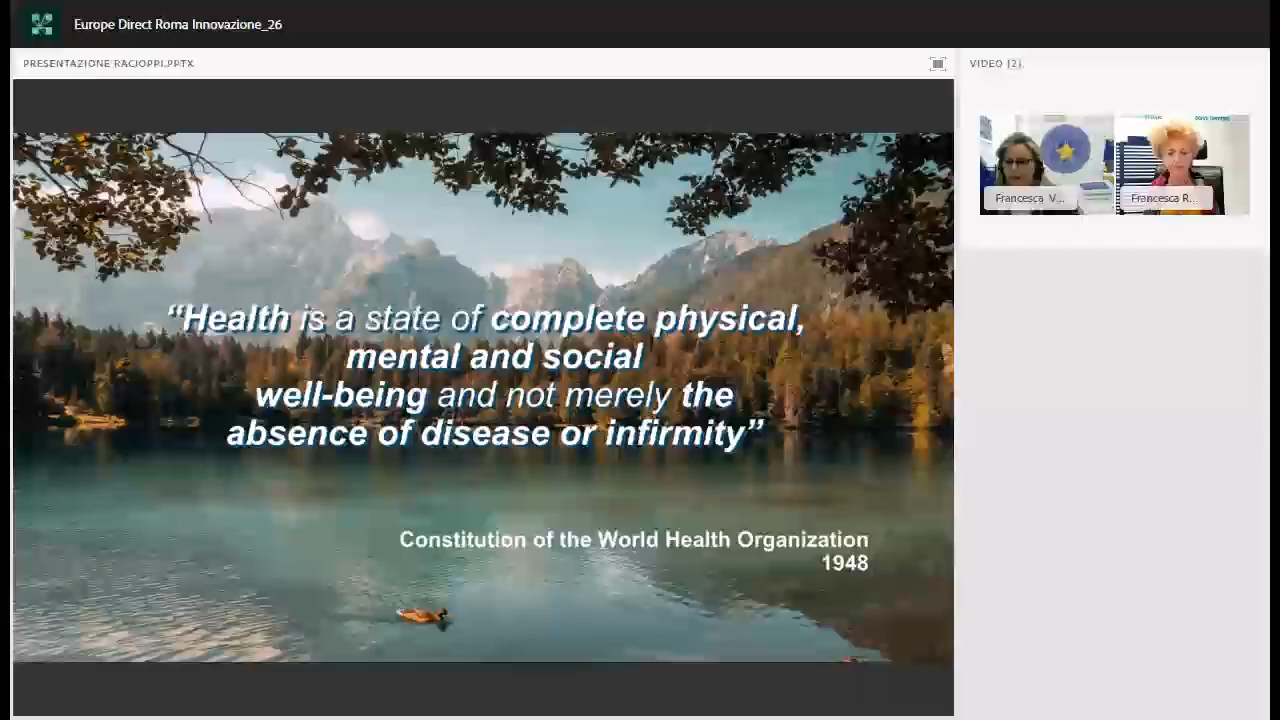 Europe Direct Roma Innovazione_26
PRESENTAZIONE RACIOPPI.PPTX
VIDEO (2)
Francesca V...
Francesca R...
“Health is a state of complete physical,
mental and social
well-being and not merely the
absence of disease or infirmity”
Constitution of the World Health Organization
1948